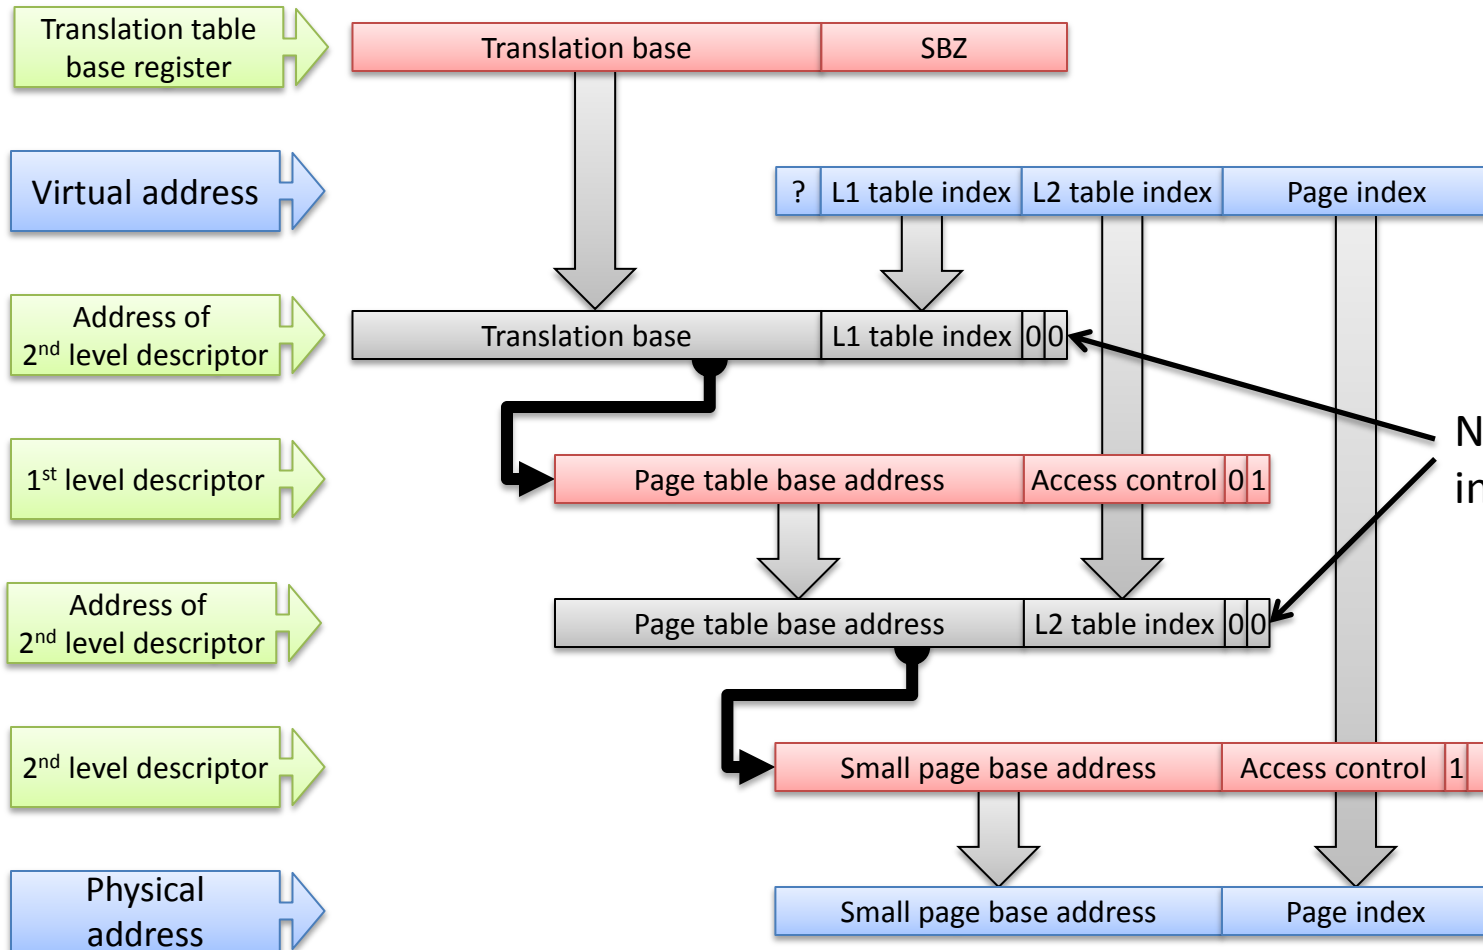 Translation table
base register
Translation base SBZ
Virtual address
? L1 table index L2 table index Page index
Address of
2nd level descriptor
Translation base L1 table index 0 0
1st level descriptor
Page table base address Access control 0 1
Address of
2nd level descriptor
Page table base address L2 table index 0 0
2nd level descriptor
Small page base address Access control 1
Physical
address
Small page base address Page index